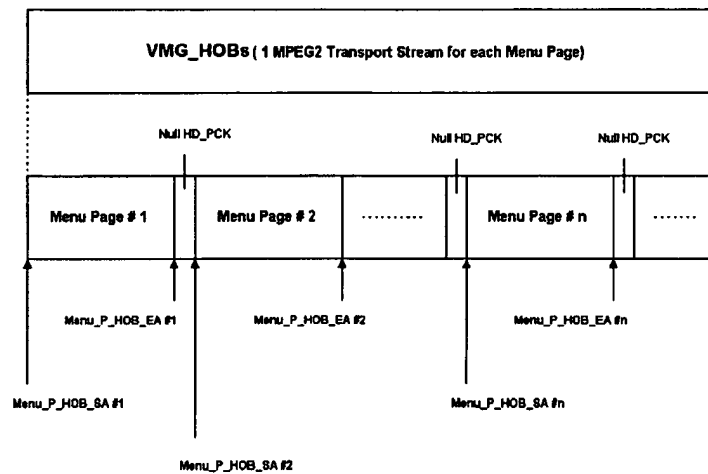 VMG_HOBs ( 1 MPEG2 Transport Stream for each Menu Page)
Null HD_PCK
Null HD_PCK
Null HD_PCK
Menu Page # 1
Menu Page # 2
.........
Menu Page # n
......
Menu_P_HOB_EA #1
Menu_P_HOB_EA #2
Menu_P_HOB_EA #n
Menu_P_HOB_SA #1
Menu_P_HOB_SA #n
Menu_P_HOB_SA #2